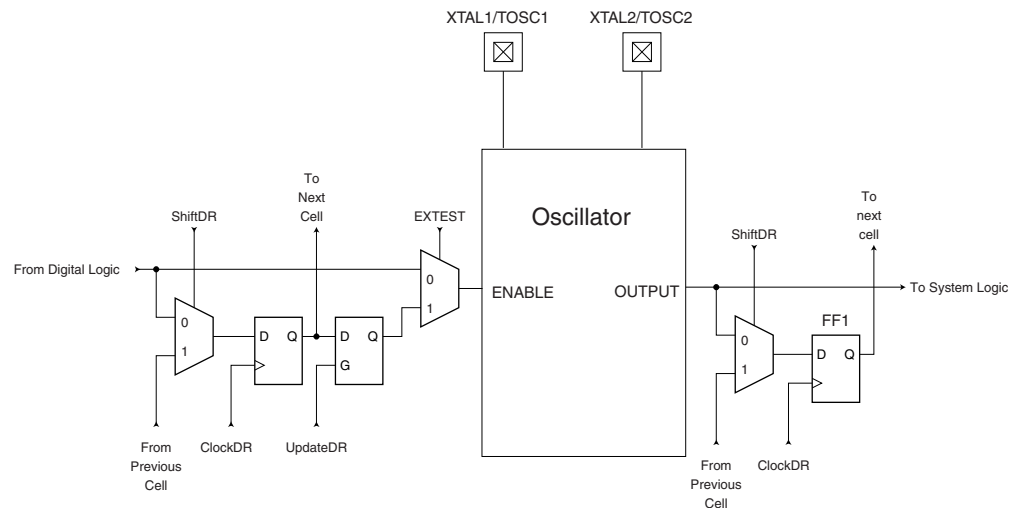 XTAL1/TOSC1
XTAL2/TOSC2
To
Next
Cell
ShiftDR
EXTEST
From Digital Logic
0
1
0
1
D
Q
D
Q
G
From
Previous
Cell
ClockDR
UpdateDR
Oscillator
ENABLE
OUTPUT
To
next
cell
ShiftDR
To System Logic
FF1
0
1
D
Q
From
Previous
Cell
ClockDR